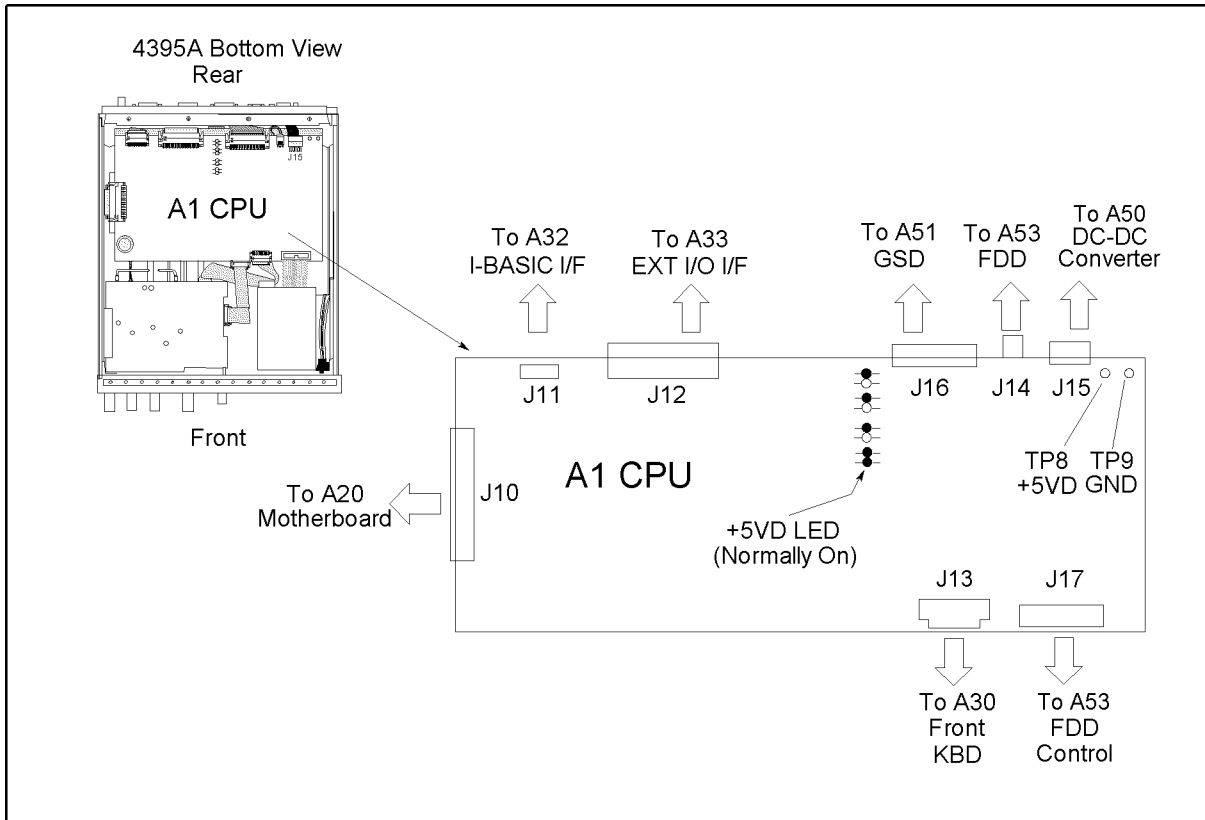 4395A Bottom View
Rear
J15
A1 CPU
Front
To A32
I-BASIC I/F
To A33
EXT I/O I/F
To A51
GSD
To A53
FDD
To A50
DC-DC
Converter
J11
J12
J16
J14
J15
J10
A1 CPU
To A20
Motherboard
TP8
+5VD
TP9
GND
+5VD LED
(Normally On)
J13
J17
To A30
Front
KBD
To A53
FDD
Control